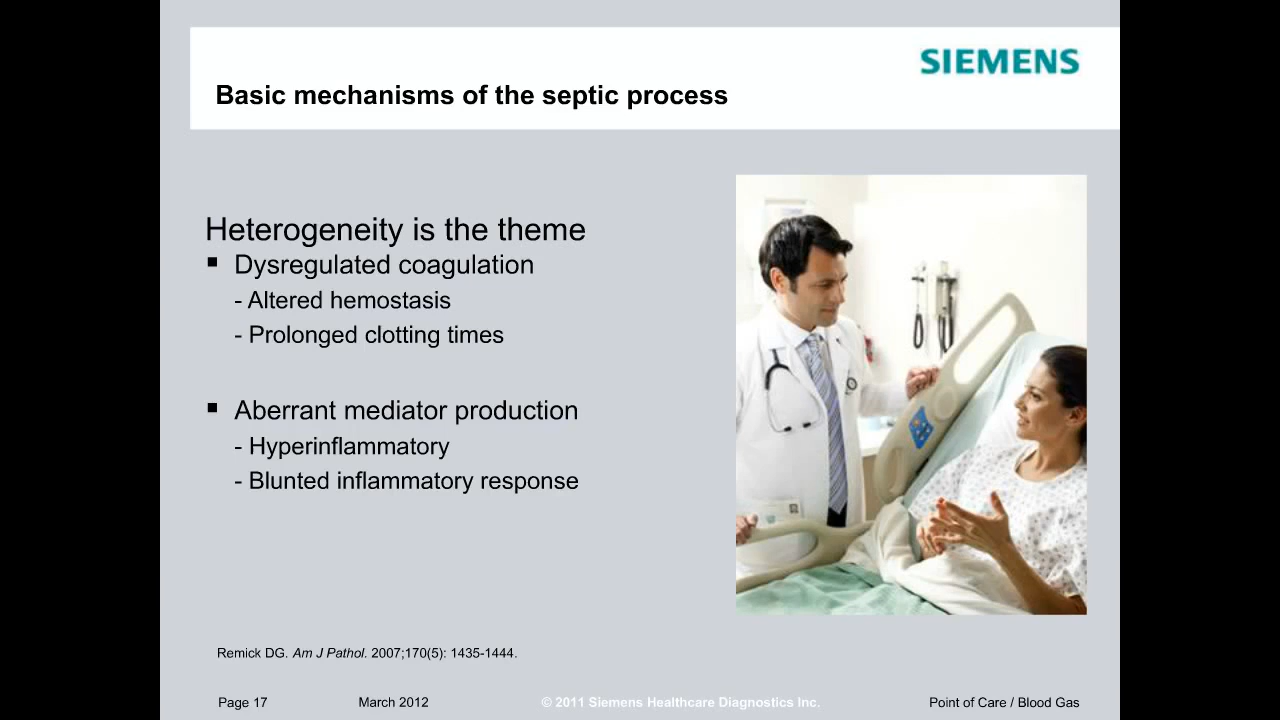 SIEMENS
Basic mechanisms of the septic process
Heterogeneity is the theme
▪ Dysregulated coagulation
- Altered hemostasis
- Prolonged clotting times
▪ Aberrant mediator production
- Hyperinflammatory
- Blunted inflammatory response
Remick DG. Am J Pathol. 2007;170(5): 1435-1444.
Page 17 March 2012 © 2011 Siemens Healthcare Diagnostics Inc. Point of Care / Blood Gas